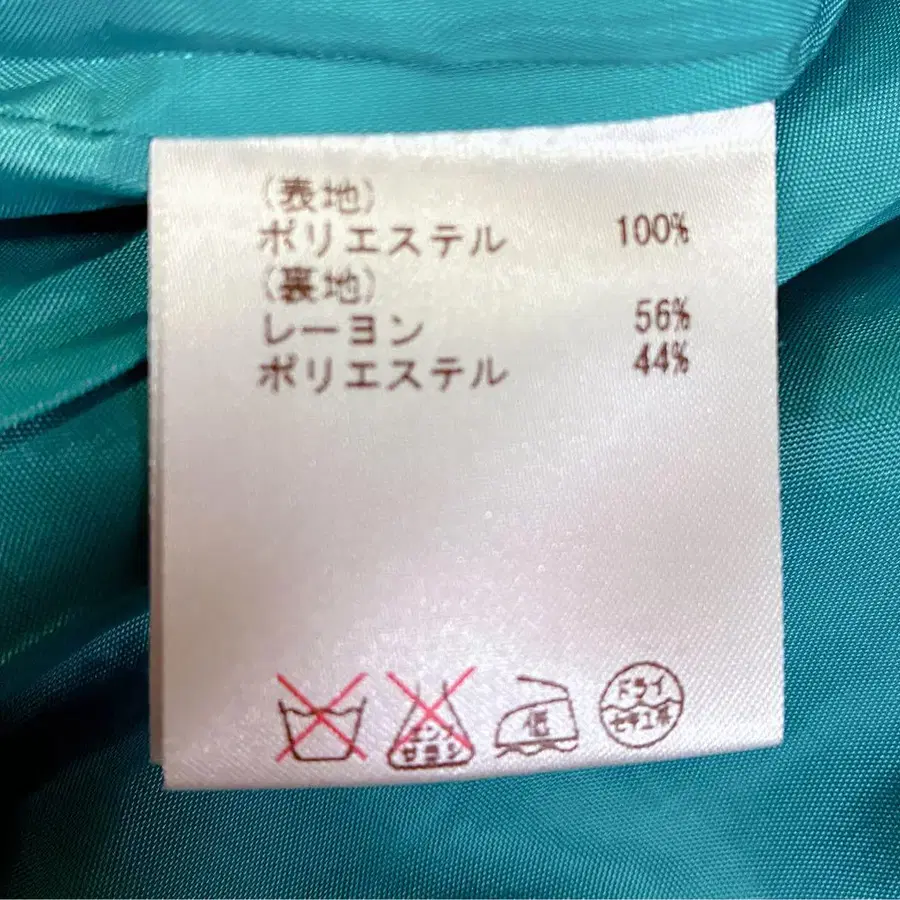 (表地)
ポリエステル 100%
(裏地)
レーヨン 56%
ポリエステル 44%
エンソ
サラシ
低
ドライ
セキユ系